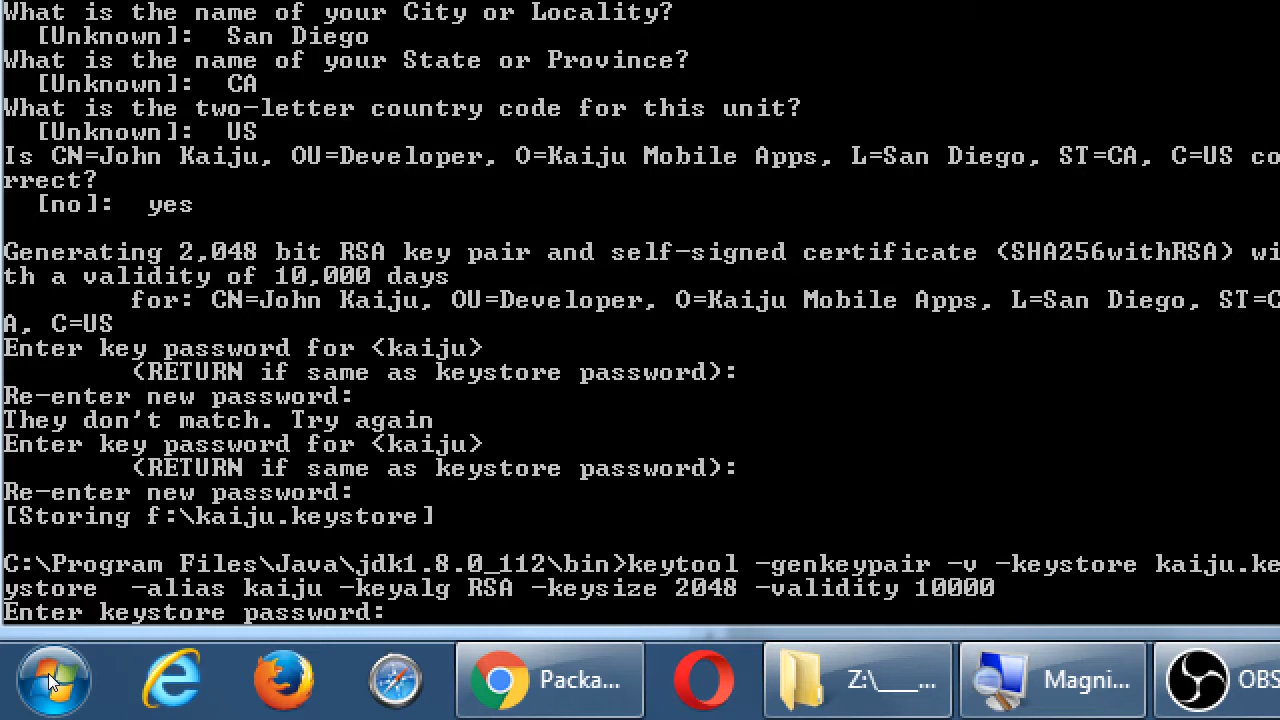 What is the name of your City or Locality?
[Unknown]:  San Diego
What is the name of your State or Province?
[Unknown]:  CA
What is the two-letter country code for this unit?
[Unknown]:  US
Is CN=John Kaiju, OU=Developer, O=Kaiju Mobile Apps, L=San Diego, ST=CA, C=US co
rrect?
[no]:  yes
Generating 2,048 bit RSA key pair and self-signed certificate (SHA256withRSA) wi
th a validity of 10,000 days
for: CN=John Kaiju, OU=Developer, O=Kaiju Mobile Apps, L=San Diego, ST=C
A, C=US
Enter key password for <kaiju>
(RETURN if same as keystore password):
Re-enter new password:
They don't match. Try again
Enter key password for <kaiju>
(RETURN if same as keystore password):
Re-enter new password:
[Storing f:\kaiju.keystore]
C:\Program Files\Java\jdk1.8.0_112\bin>keytool -genkeypair -v -keystore kaiju.ke
ystore  -alias kaiju -keyalg RSA -keysize 2048 -validity 10000
Enter keystore password:
Packa... Z:\___... Magni... OBS